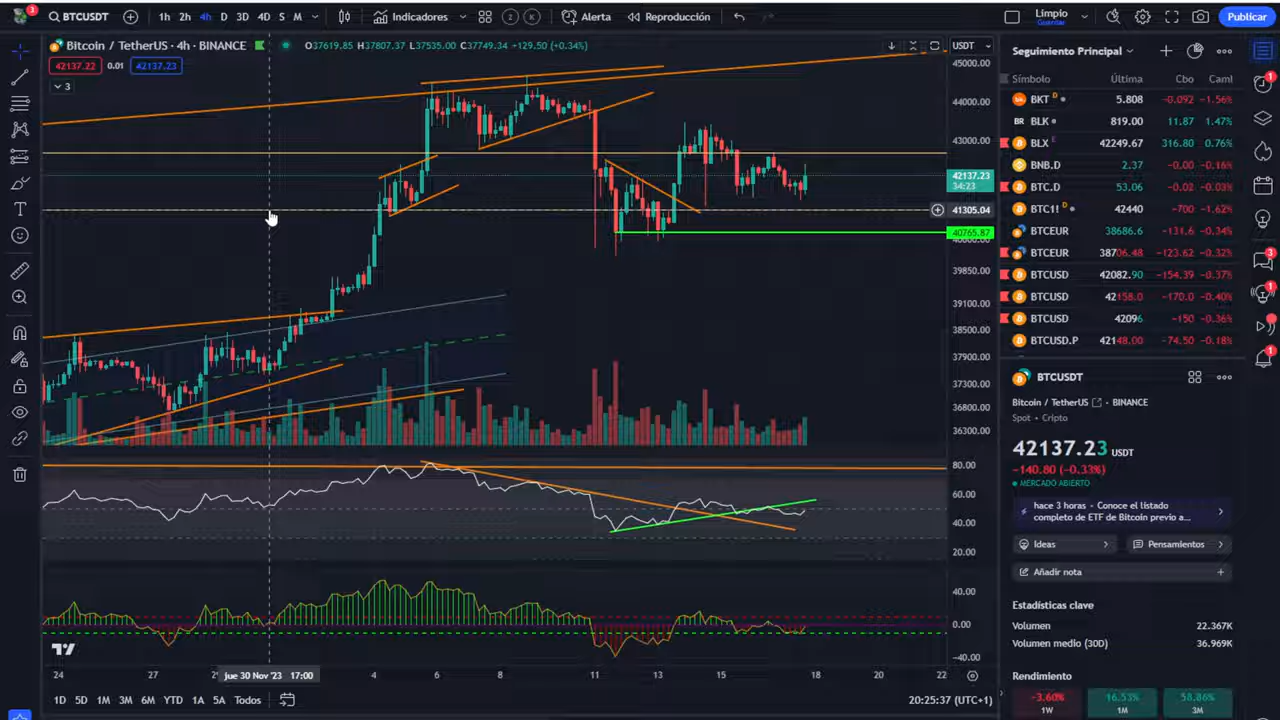 BTCUSDT 1h 2h 4h D 3D 4D S M Indicadores 2 K Alerta Reproducción Limpio Guardar Publicar
Bitcoin / TetherUS · 4h · BINANCE O37619.85 H37807.37 L37535.00 C37749.34 +129.50 (+0.34%) USDT
42137.22 0.01 42137.23
3
45000.00
44000.00
43000.00
42137.23
34:23
41305.04
40765.87
39850.00
39100.00
38500.00
37900.00
37300.00
36800.00
36300.00
80.00
60.00
40.00
20.00
40.00
0.00
-40.00
24 27 jue 30 Nov '23 17:00 4 6 8 11 13 18 20 22
1D 5D 1M 3M 6M YTD 1A 5A Todos 20:25:37 (UTC+1)
Seguimiento Principal
Símbolo Última Cbo Cam
BKT D 5.808 -0.092 -1.56%
BLK 819.00 11.87 1.47%
BLX E 42249.67 316.80 0.76%
BNB.D 2.37 -0.00 -0.16%
BTC.D 53.06 -0.02 -0.03%
BTC1! D 42440 -700 -1.62%
BTCEUR 38686.6 -131.6 -0.34%
BTCEUR 38706.48 -123.62 -0.32%
BTCUSD 42082.90 -154.39 -0.37%
BTCUSD 42158.0 -170.0 -0.40%
BTCUSD 42096 -150 -0.36%
BTCUSD.P 42148.00 -74.50 -0.18%
BTCUSDT
Bitcoin / TetherUS · BINANCE
Spot · Cripto
42137.23 USDT
−140.80 (−0.33%)
MERCADO ABIERTO
hace 3 horas · Conoce el listado
completo de ETF de Bitcoin previo a...
Ideas Pensamientos
Añadir nota
Estadísticas clave
Volumen 22.367K
Volumen medio (30D) 36.969K
Rendimiento
-3.60% 16.53% 58.86%
1W 1M 3M